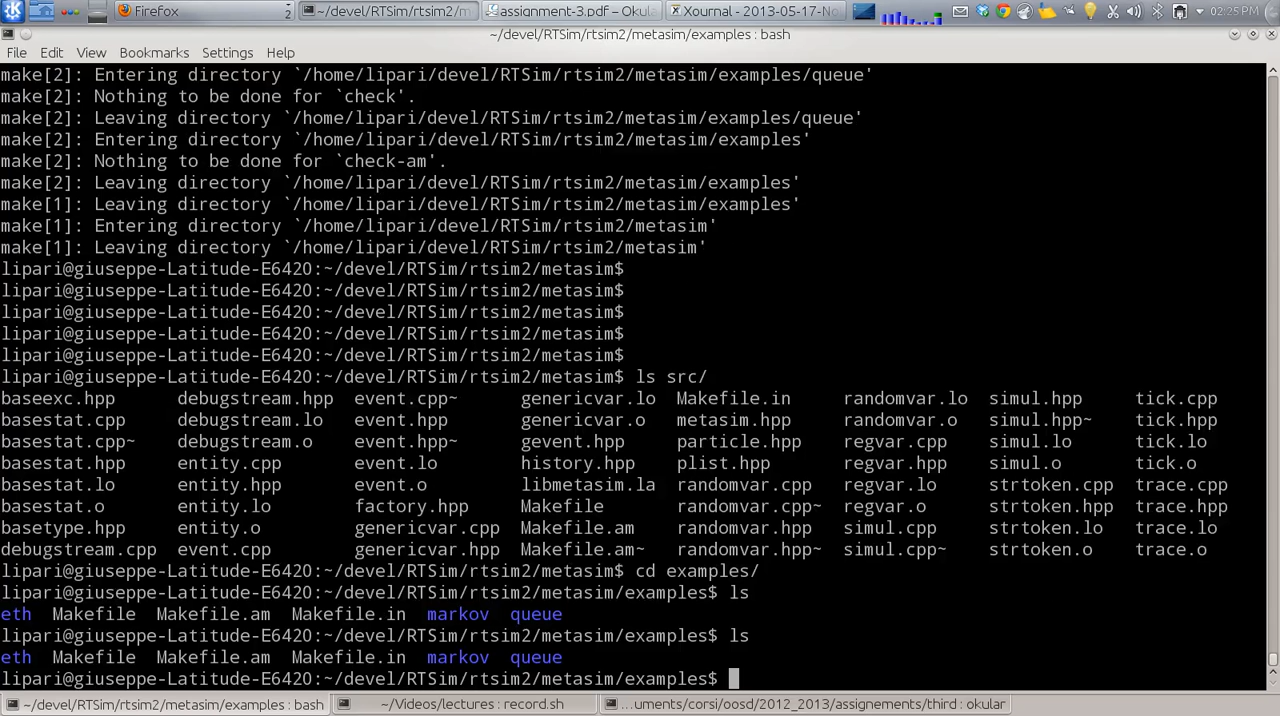 Firefox 2 ~/devel/RTSim/rtsim2/m assignment-3.pdf – Okula Xournal - 2013-05-17-No 02:25 PM
~/devel/RTSim/rtsim2/metasim/examples : bash
File Edit View Bookmarks Settings Help
make[2]: Entering directory `/home/lipari/devel/RTSim/rtsim2/metasim/examples/queue'
make[2]: Nothing to be done for `check'.
make[2]: Leaving directory `/home/lipari/devel/RTSim/rtsim2/metasim/examples/queue'
make[2]: Entering directory `/home/lipari/devel/RTSim/rtsim2/metasim/examples'
make[2]: Nothing to be done for `check-am'.
make[2]: Leaving directory `/home/lipari/devel/RTSim/rtsim2/metasim/examples'
make[1]: Leaving directory `/home/lipari/devel/RTSim/rtsim2/metasim/examples'
make[1]: Entering directory `/home/lipari/devel/RTSim/rtsim2/metasim'
make[1]: Leaving directory `/home/lipari/devel/RTSim/rtsim2/metasim'
lipari@giuseppe-Latitude-E6420:~/devel/RTSim/rtsim2/metasim$
lipari@giuseppe-Latitude-E6420:~/devel/RTSim/rtsim2/metasim$
lipari@giuseppe-Latitude-E6420:~/devel/RTSim/rtsim2/metasim$
lipari@giuseppe-Latitude-E6420:~/devel/RTSim/rtsim2/metasim$
lipari@giuseppe-Latitude-E6420:~/devel/RTSim/rtsim2/metasim$
lipari@giuseppe-Latitude-E6420:~/devel/RTSim/rtsim2/metasim$ ls src/
baseexc.hpp debugstream.hpp event.cpp~ genericvar.lo Makefile.in randomvar.lo simul.hpp tick.cpp
basestat.cpp debugstream.lo event.hpp genericvar.o metasim.hpp randomvar.o simul.hpp~ tick.hpp
basestat.cpp~ debugstream.o event.hpp~ gevent.hpp particle.hpp regvar.cpp simul.lo tick.lo
basestat.hpp entity.cpp event.lo history.hpp plist.hpp regvar.hpp simul.o tick.o
basestat.lo entity.hpp event.o libmetasim.la randomvar.cpp regvar.lo strtoken.cpp trace.cpp
basestat.o entity.lo factory.hpp Makefile randomvar.cpp~ regvar.o strtoken.hpp trace.hpp
basetype.hpp entity.o genericvar.cpp Makefile.am randomvar.hpp simul.cpp strtoken.lo trace.lo
debugstream.cpp event.cpp genericvar.hpp Makefile.am~ randomvar.hpp~ simul.cpp~ strtoken.o trace.o
lipari@giuseppe-Latitude-E6420:~/devel/RTSim/rtsim2/metasim$ cd examples/
lipari@giuseppe-Latitude-E6420:~/devel/RTSim/rtsim2/metasim/examples$ ls
eth Makefile Makefile.am Makefile.in markov queue
lipari@giuseppe-Latitude-E6420:~/devel/RTSim/rtsim2/metasim/examples$ ls
eth Makefile Makefile.am Makefile.in markov queue
lipari@giuseppe-Latitude-E6420:~/devel/RTSim/rtsim2/metasim/examples$
~/devel/RTSim/rtsim2/metasim/examples : bash ~/Videos/lectures : record.sh ...uments/corsi/oosd/2012_2013/assignements/third : okular